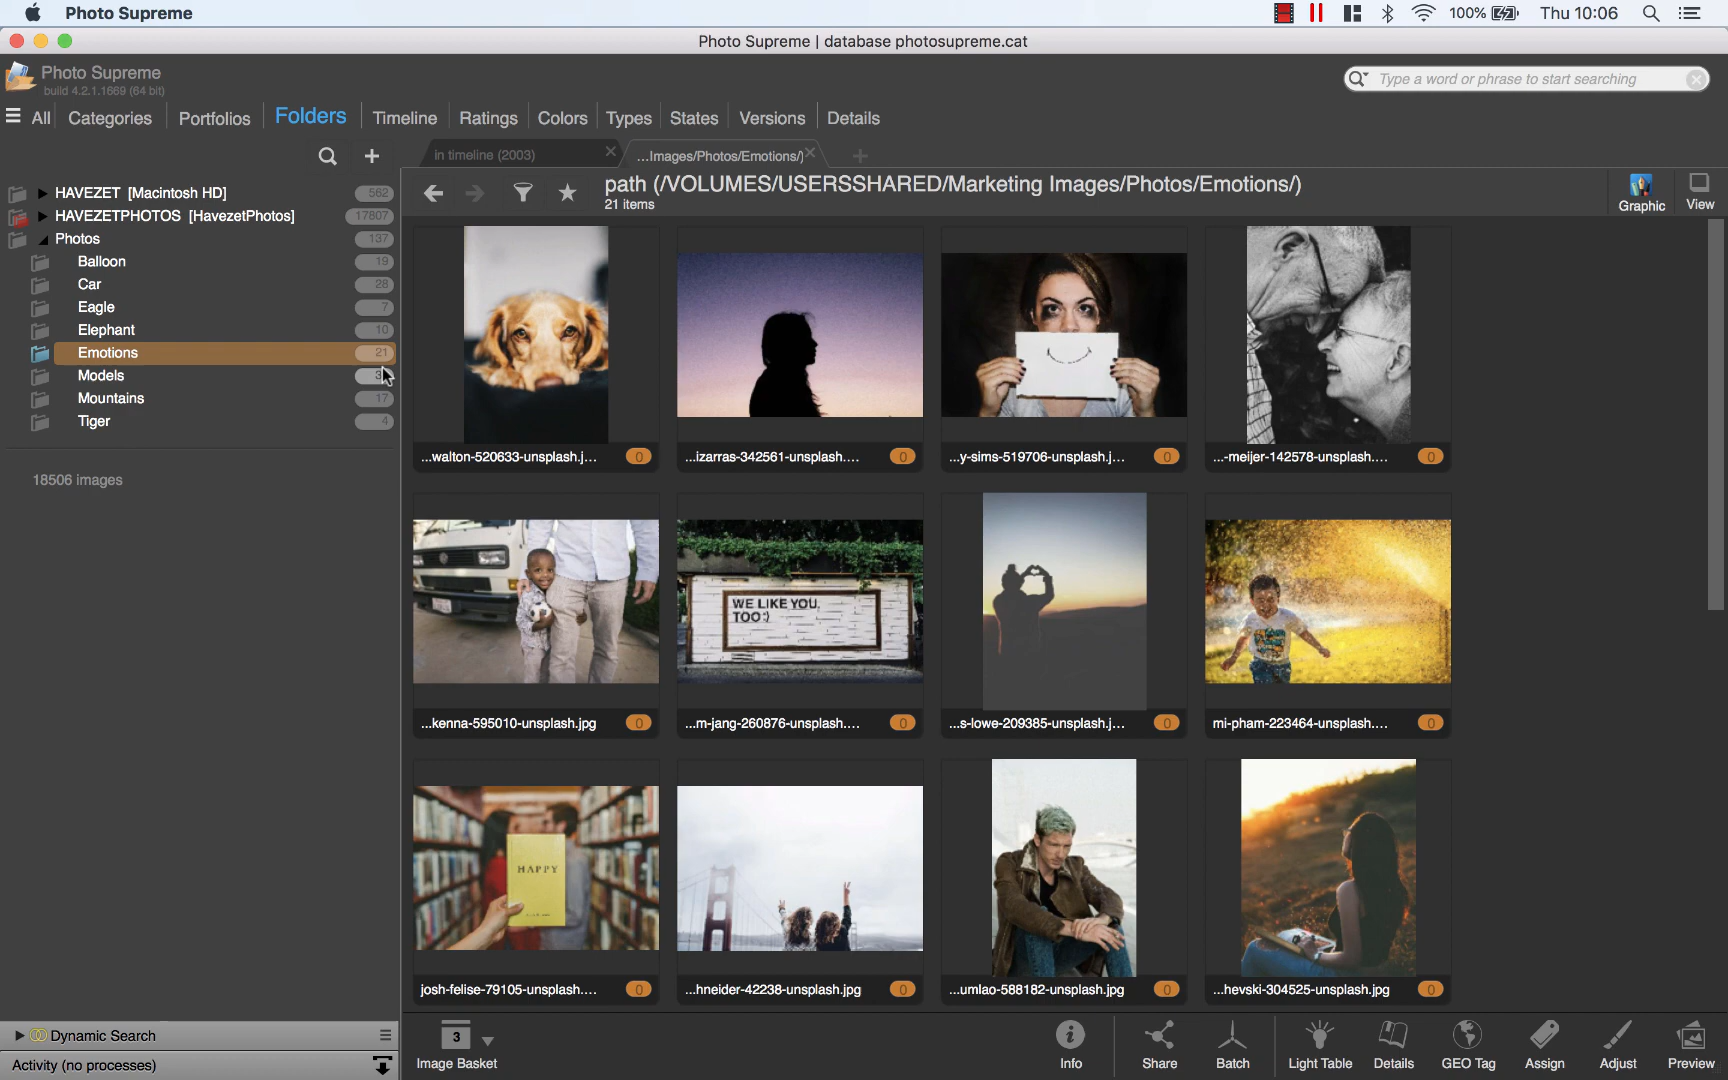 Photo Supreme
100%
Thu 10:06
Photo Supreme | database photosupreme.cat
Photo Supreme
build 4.2.1.1669 (64 bit)
Type a word or phrase to start searching
All
Categories
Portfolios
Folders
Timeline
Ratings
Colors
Types
States
Versions
Details
in timeline (2003)
...Images/Photos/Emotions/)
path (/VOLUMES/USERSSHARED/Marketing Images/Photos/Emotions/)
21 items
Graphic
View
HAVEZET [Macintosh HD] 562
HAVEZETPHOTOS [HavezetPhotos] 17807
Photos 137
Balloon 19
Car 28
Eagle 7
Elephant 10
Emotions 21
Models
Mountains 17
Tiger 4
18506 images
...walton-520633-unsplash.j... 0
...izarras-342561-unsplash.... 0
...y-sims-519706-unsplash.j... 0
...-meijer-142578-unsplash.... 0
WE LIKE YOU,
TOO :)
...kenna-595010-unsplash.jpg 0
...m-jang-260876-unsplash.... 0
...s-lowe-209385-unsplash.j... 0
mi-pham-223464-unsplash.... 0
HAPPY
josh-felise-79105-unsplash.... 0
...hneider-42238-unsplash.jpg 0
...umlao-588182-unsplash.jpg 0
...hevski-304525-unsplash.jpg 0
Dynamic Search
Activity (no processes)
3
Image Basket
Info
Share
Batch
Light Table
Details
GEO Tag
Assign
Adjust
Preview